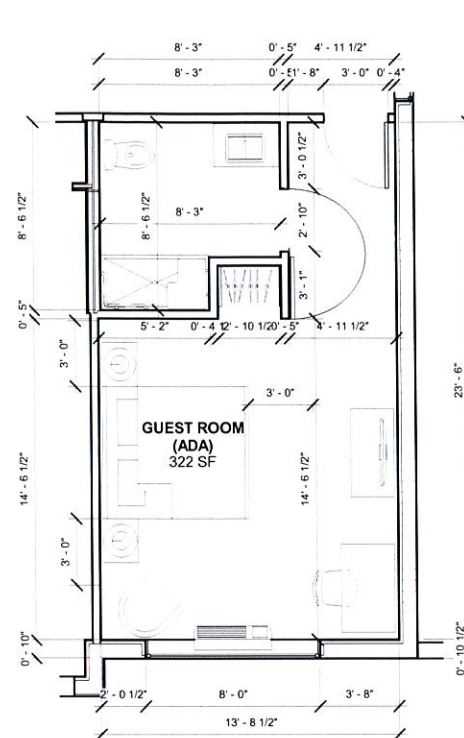 8' - 3"
0' - 5"
4' - 11 1/2"
8' - 3"
1' - 8"
3' - 0"
0' - 4"
3' - 0 1/2"
8' - 6 1/2"
8' - 6 1/2"
8' - 3"
2' - 10"
3' - 1"
0' - 5"
5' - 2"
0' - 4
2' - 10 1/2
0' - 5"
4' - 11 1/2"
3' - 0"
3' - 0"
23' - 6"
GUEST ROOM
(ADA)
322 SF
14' - 6 1/2"
14' - 6 1/2"
3' - 0"
0' - 10"
0' - 10 1/2"
2' - 0 1/2"
8' - 0"
3' - 8"
13' - 8 1/2"